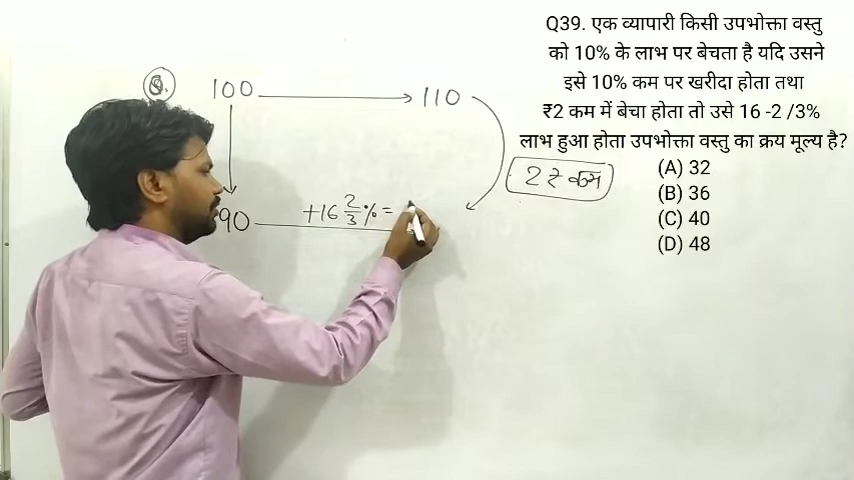 Q39. एक व्यापारी किसी उपभोक्ता वस्तु
को 10% के लाभ पर बेचता है यदि उसने
इसे 10% कम पर खरीदा होता तथा
₹2 कम में बेचा होता तो उसे 16 -2 /3%
लाभ हुआ होता उपभोक्ता वस्तु का क्रय मूल्य है?
(A) 32
(B) 36
(C) 40
(D) 48
100 110
2₹ कम
90 +16 2/3 % =